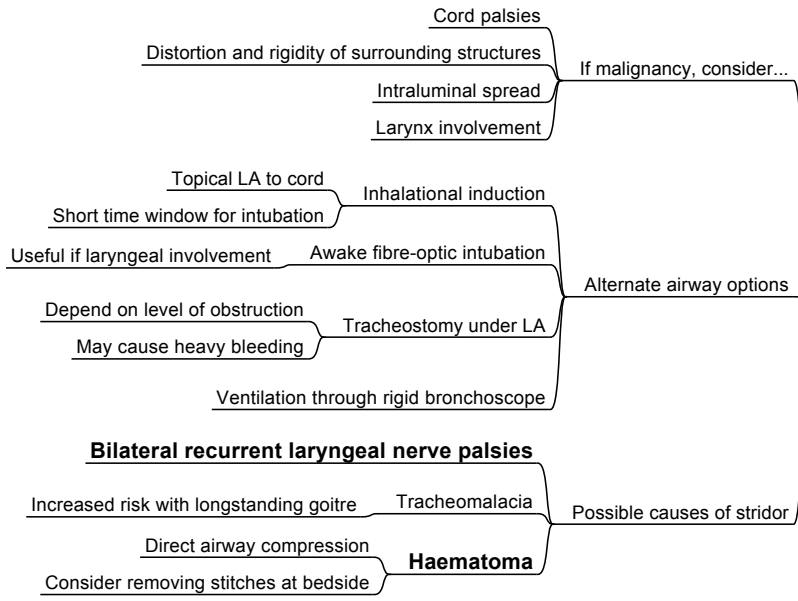 Cord palsies
Distortion and rigidity of surrounding structures
Intraluminal spread
Larynx involvement
If malignancy, consider...
Topical LA to cord
Short time window for intubation
Inhalational induction
Useful if laryngeal involvement
Awake fibre-optic intubation
Depend on level of obstruction
May cause heavy bleeding
Tracheostomy under LA
Ventilation through rigid bronchoscope
Alternate airway options
Bilateral recurrent laryngeal nerve palsies
Increased risk with longstanding goitre
Tracheomalacia
Direct airway compression
Consider removing stitches at bedside
Haematoma
Possible causes of stridor